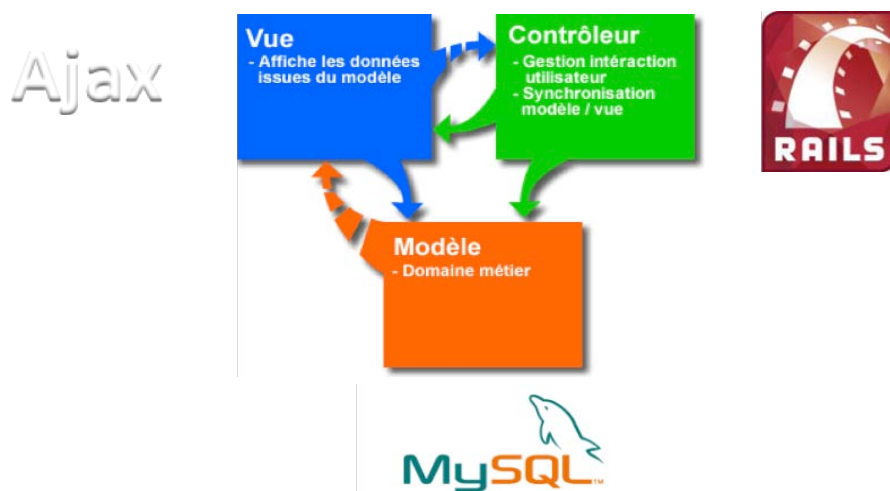 Ajax
Vue
- Affiche les données
issues du modèle
Contrôleur
- Gestion intéraction
utilisateur
- Synchronisation
modèle / vue
RAILS
Modèle
- Domaine métier
MySQL